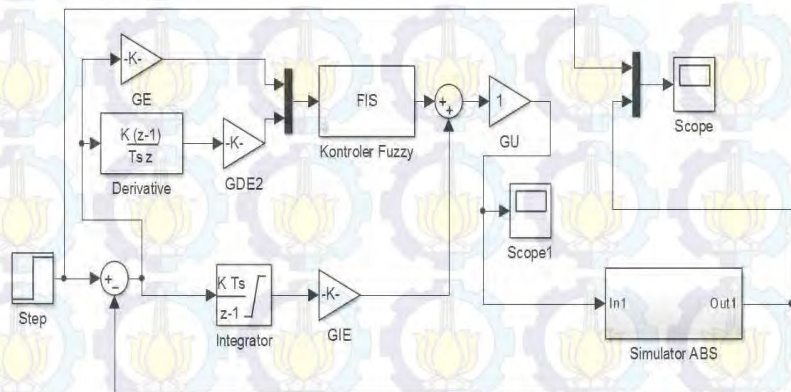 -K-
GE
K (z-1)
Ts z
Derivative
-K-
GDE2
FIS
Kontroler Fuzzy
+
+
1
GU
Scope
Scope1
Step
+
-
K Ts
z-1
Integrator
-K-
GIE
In1
Out1
Simulator ABS